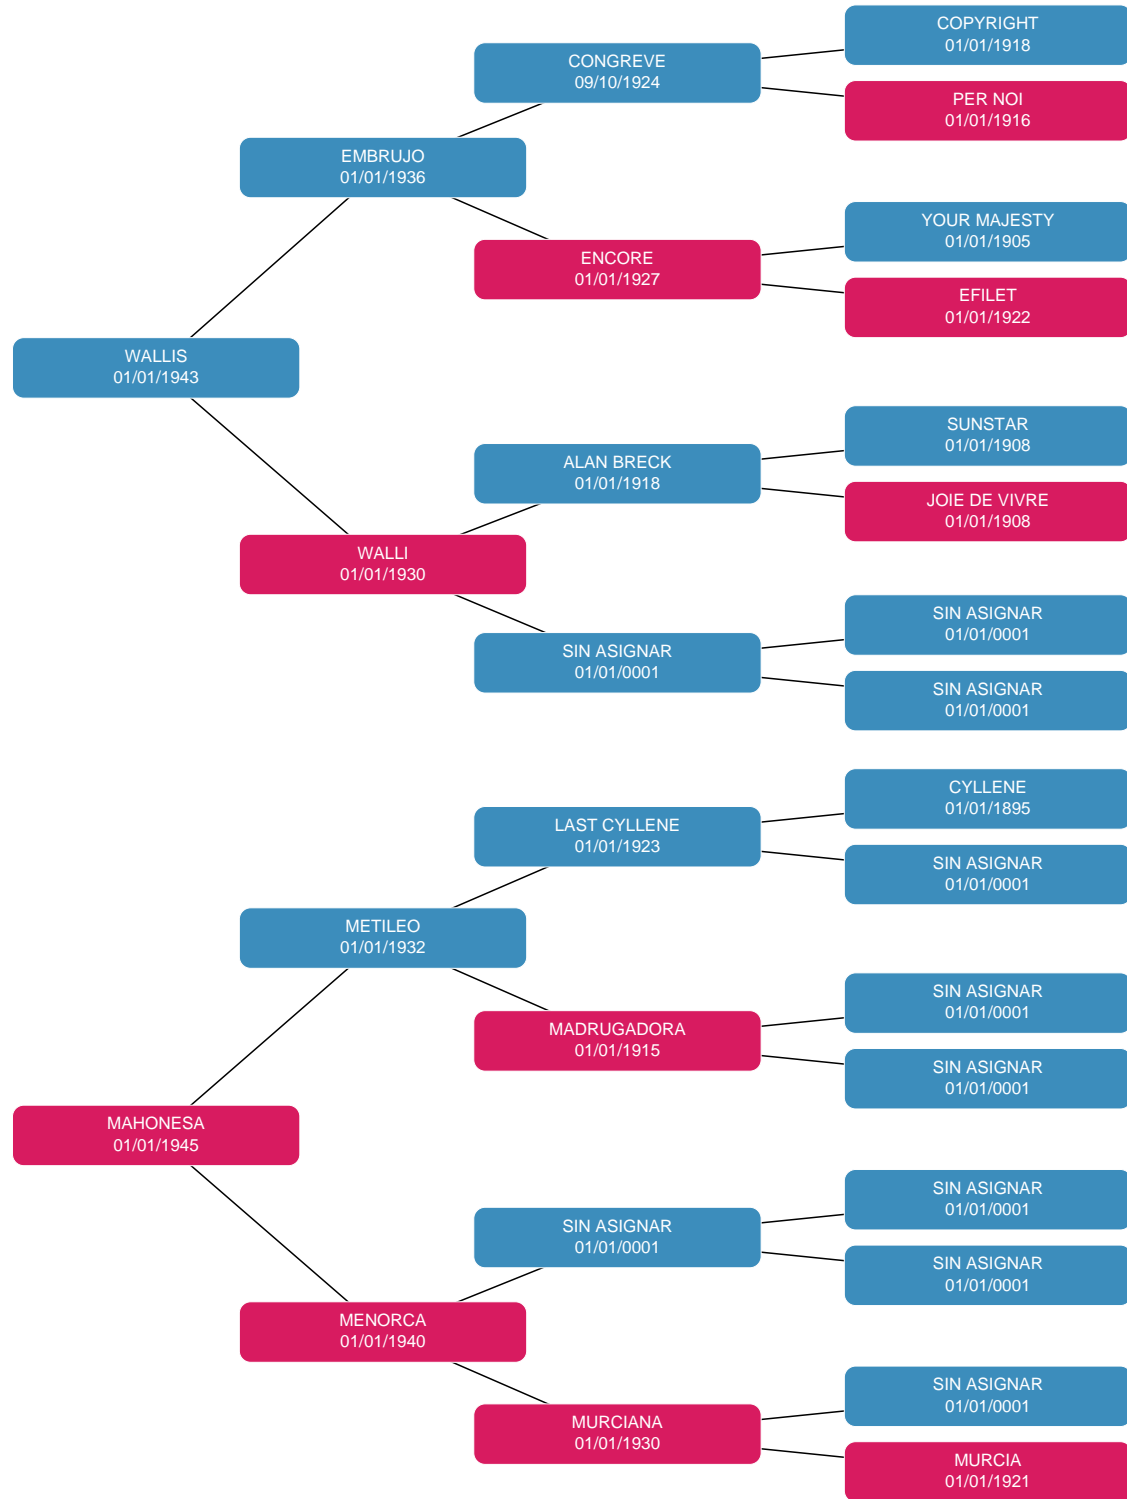 COPYRIGHT
01/01/1918
CONGREVE
09/10/1924
PER NOI
01/01/1916
EMBRUJO
01/01/1936
YOUR MAJESTY
01/01/1905
ENCORE
01/01/1927
EFILET
01/01/1922
WALLIS
01/01/1943
SUNSTAR
01/01/1908
ALAN BRECK
01/01/1918
JOIE DE VIVRE
01/01/1908
WALLI
01/01/1930
SIN ASIGNAR
01/01/0001
SIN ASIGNAR
01/01/0001
SIN ASIGNAR
01/01/0001
CYLLENE
01/01/1895
LAST CYLLENE
01/01/1923
SIN ASIGNAR
01/01/0001
METILEO
01/01/1932
SIN ASIGNAR
01/01/0001
MADRUGADORA
01/01/1915
SIN ASIGNAR
01/01/0001
MAHONESA
01/01/1945
SIN ASIGNAR
01/01/0001
SIN ASIGNAR
01/01/0001
SIN ASIGNAR
01/01/0001
MENORCA
01/01/1940
SIN ASIGNAR
01/01/0001
MURCIANA
01/01/1930
MURCIA
01/01/1921